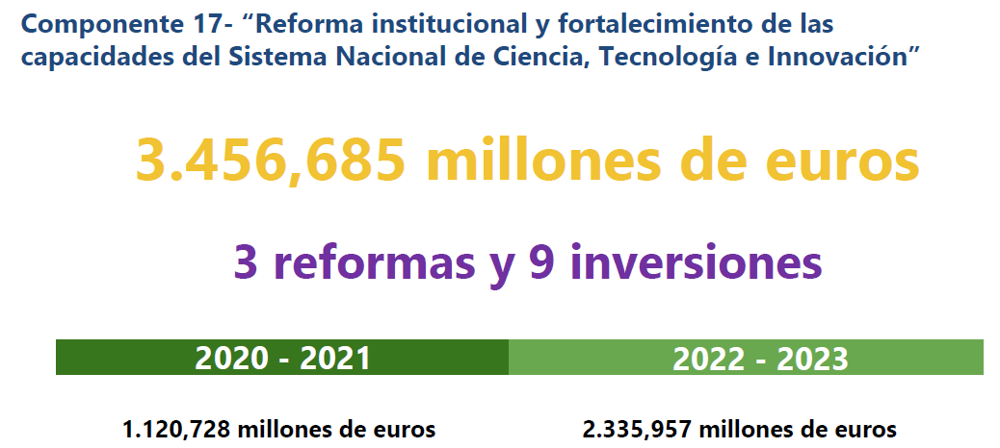 Componente 17- “Reforma institucional y fortalecimiento de las
capacidades del Sistema Nacional de Ciencia, Tecnología e Innovación”
3.456,685 millones de euros
3 reformas y 9 inversiones
2020 - 2021
2022 - 2023
1.120,728 millones de euros
2.335,957 millones de euros